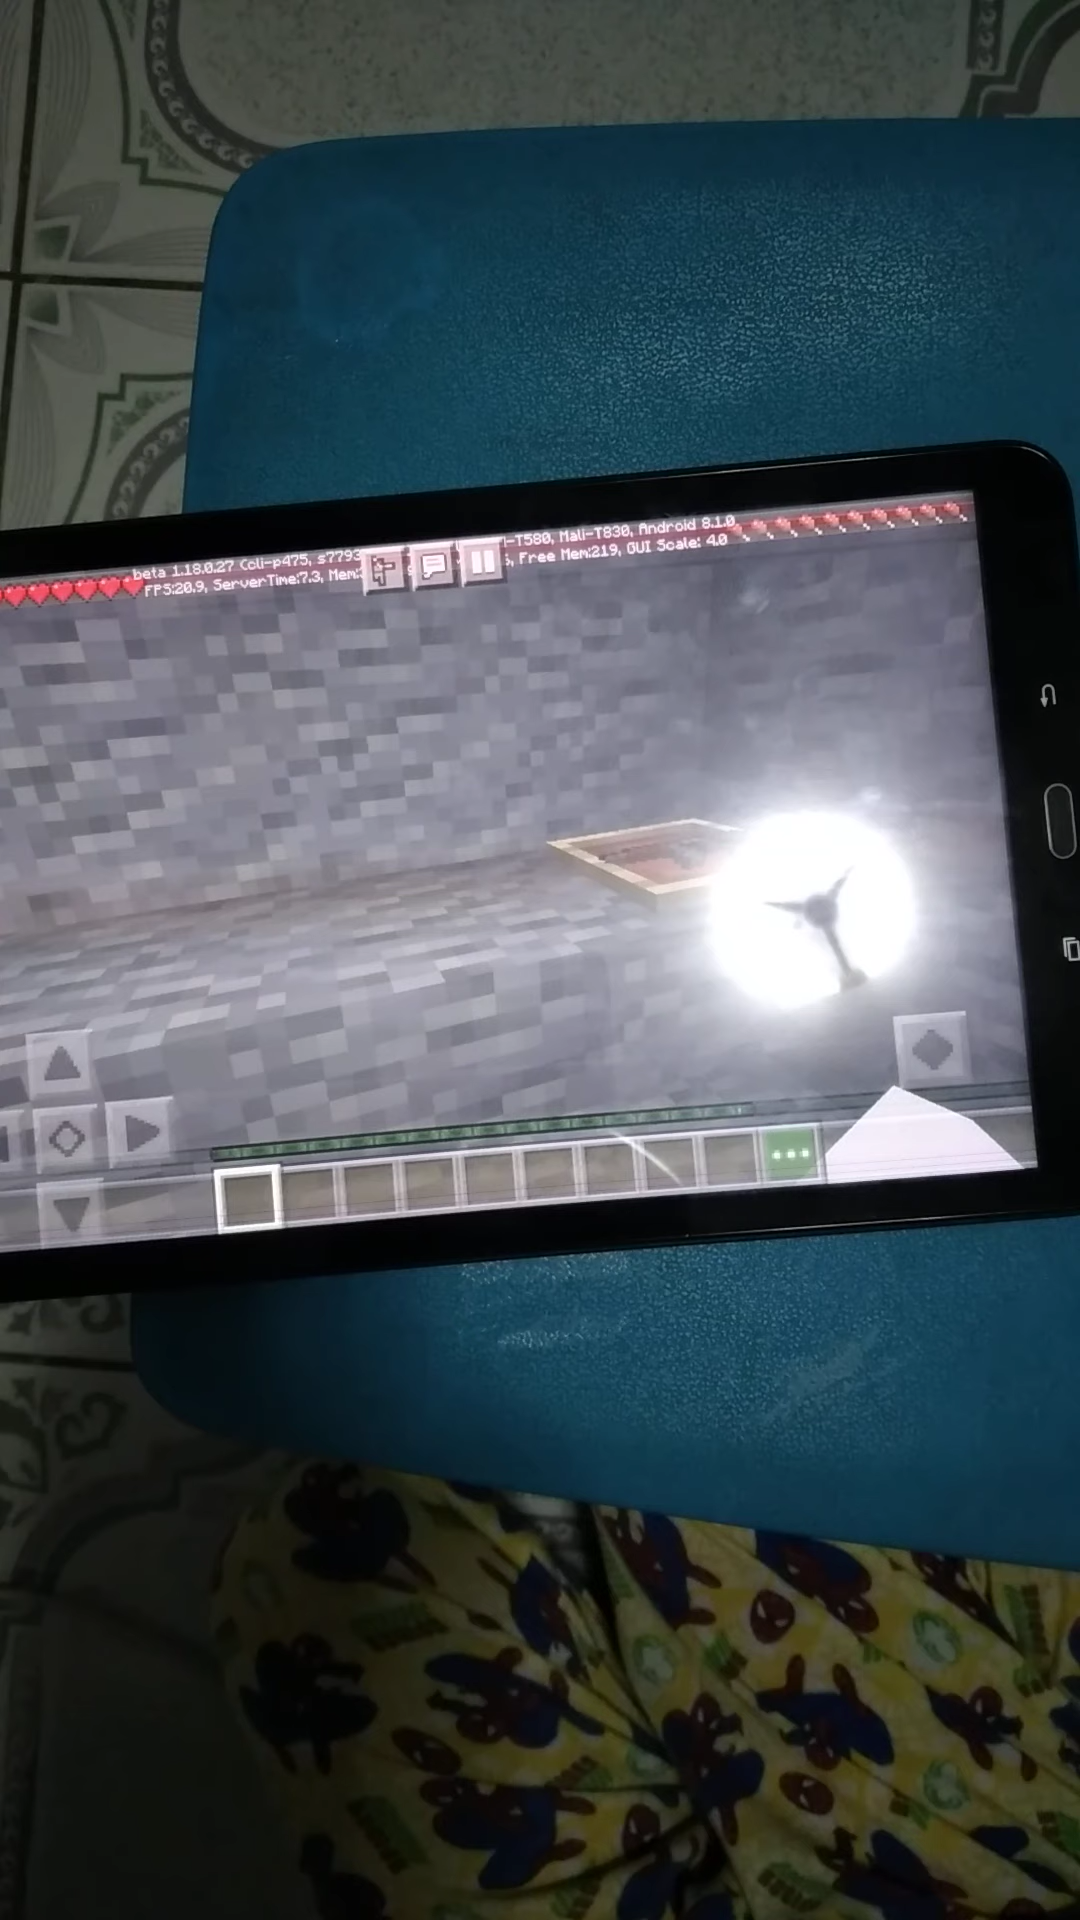 beta 1.18.0.27 (cli-p475, s7793 -T580, Mali-T830, Android 8.1.0
FPS:20.9, ServerTime:7.3, Mem: Free Mem:219, GUI Scale: 4.0